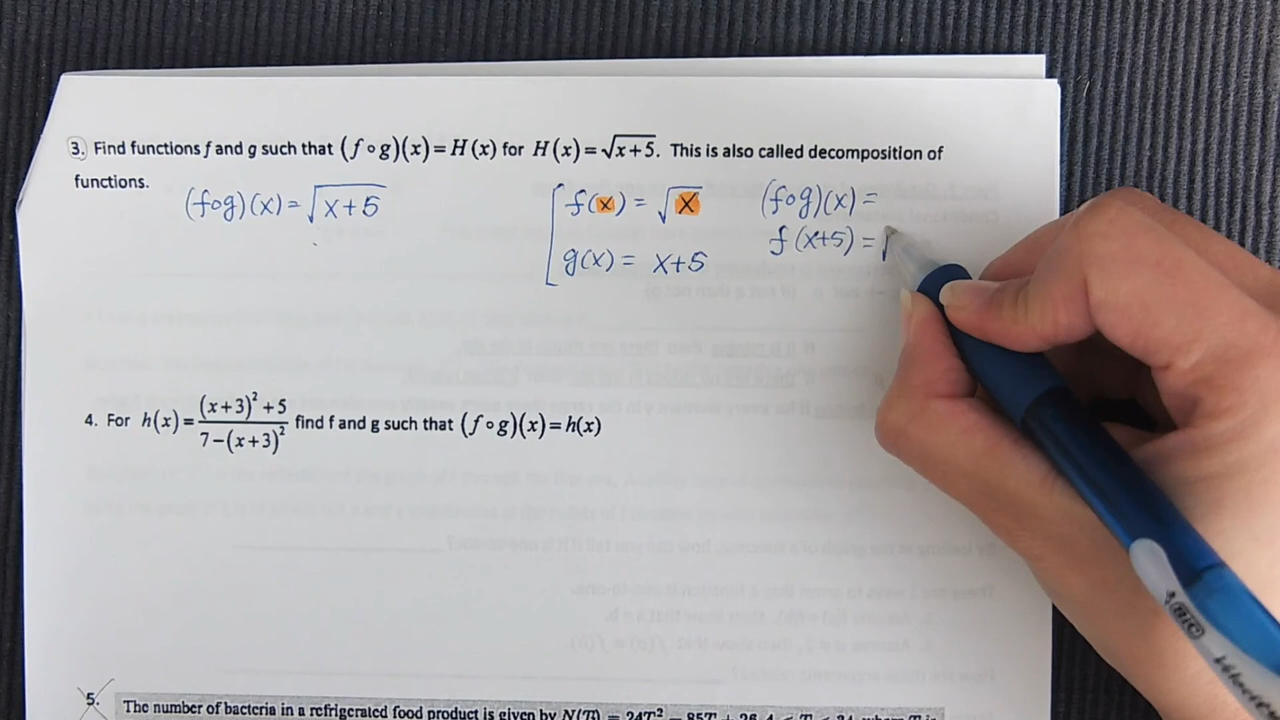 3. Find functions f and g such that (f∘g)(x)=H(x) for H(x)=√x+5. This is also called decomposition of
functions.
(f∘g)(x)=√x+5
f(x) = √x
g(x) = x+5
(f∘g)(x) =
f(x+5) = √
4. For h(x)=(x+3)²+5/7−(x+3)² find f and g such that (f∘g)(x)=h(x)
5. The number of bacteria in a refrigerated food product is given by N(T) = 24T²
BIC